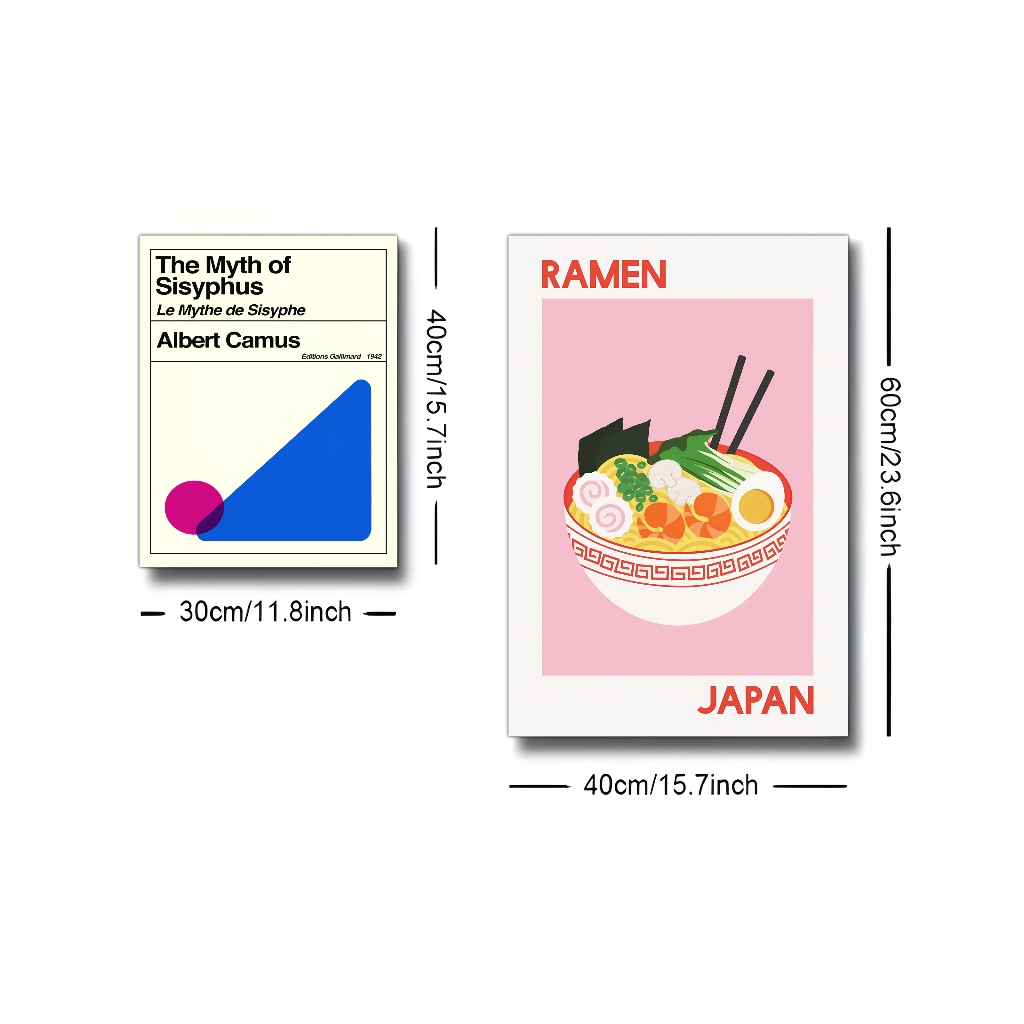 The Myth of
Sisyphus
Le Mythe de Sisyphe
Albert Camus
Editions Gallimard 1942
40cm/15.7inch
30cm/11.8inch
RAMEN
JAPAN
60cm/23.6inch
40cm/15.7inch